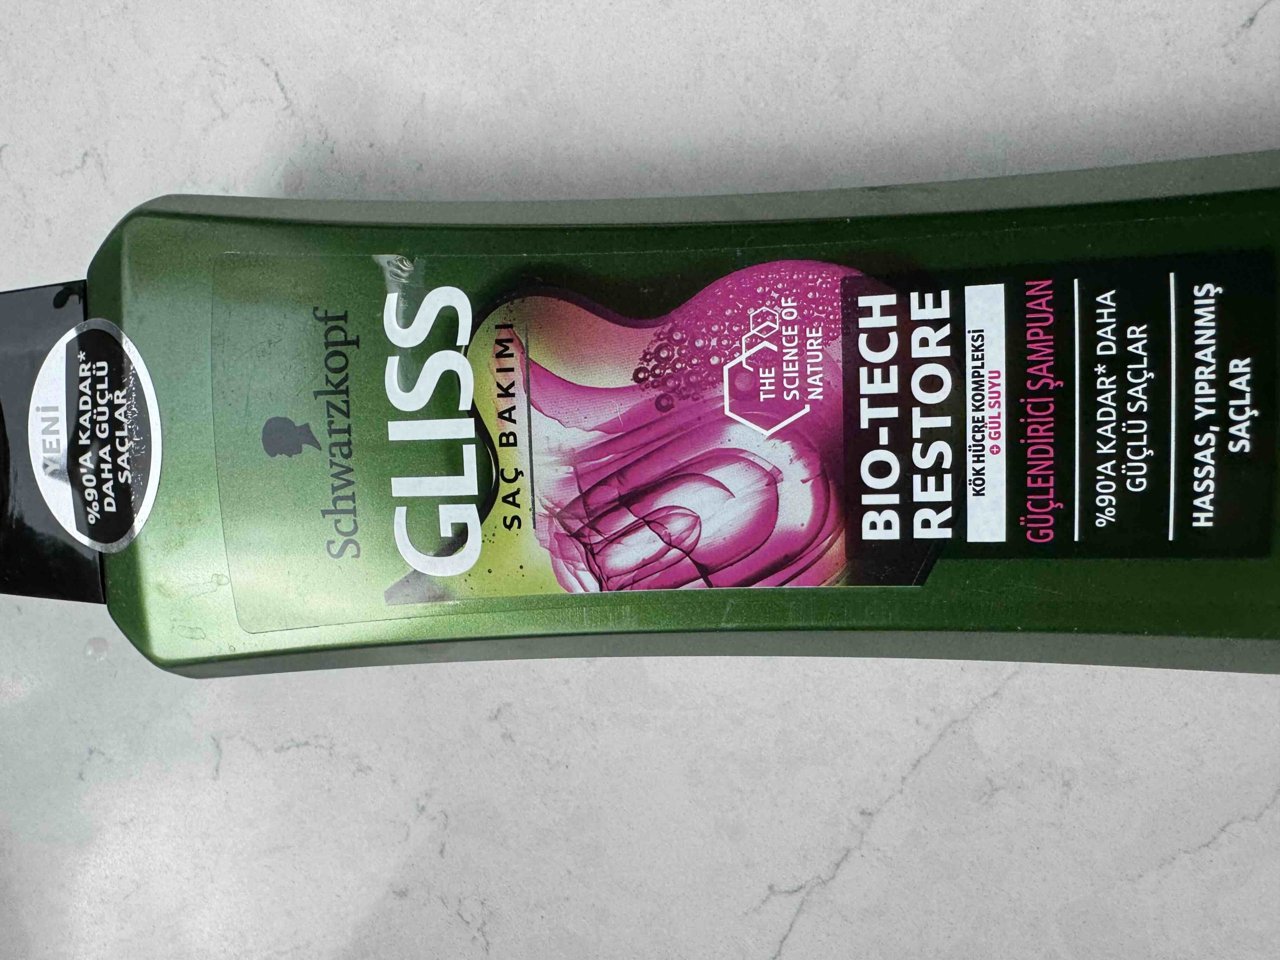 YENİ
%90'A KADAR*
DAHA GÜÇLÜ
SAÇLAR
Schwarzkopf
GLISS
SAÇ BAKIMI
THE
SCIENCE OF
NATURE
BIO-TECH
RESTORE
KÖK HÜCRE KOMPLEKSİ
+ GÜL SUYU
GÜÇLENDİRİCİ ŞAMPUAN
%90'A KADAR* DAHA
GÜÇLÜ SAÇLAR
HASSAS, YIPRANMIŞ
SAÇLAR